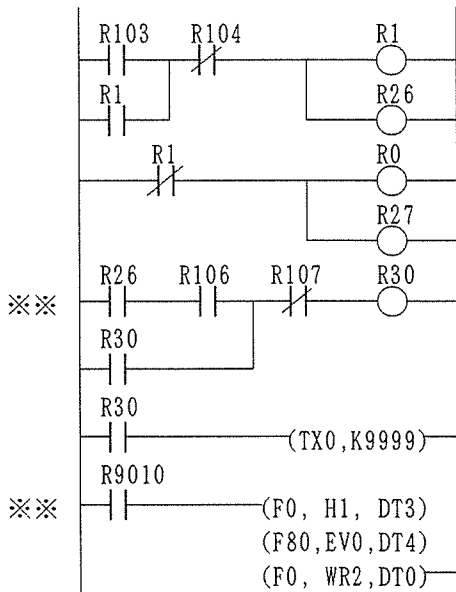 R103 R104 R1
R1 R26
R1 R0
R27
※※ R26 R106 R107 R30
R30
R30
(TX0,K9999)
R9010
※※ (F0, H1, DT3)
(F80,EV0,DT4)
(F0, WR2,DT0)